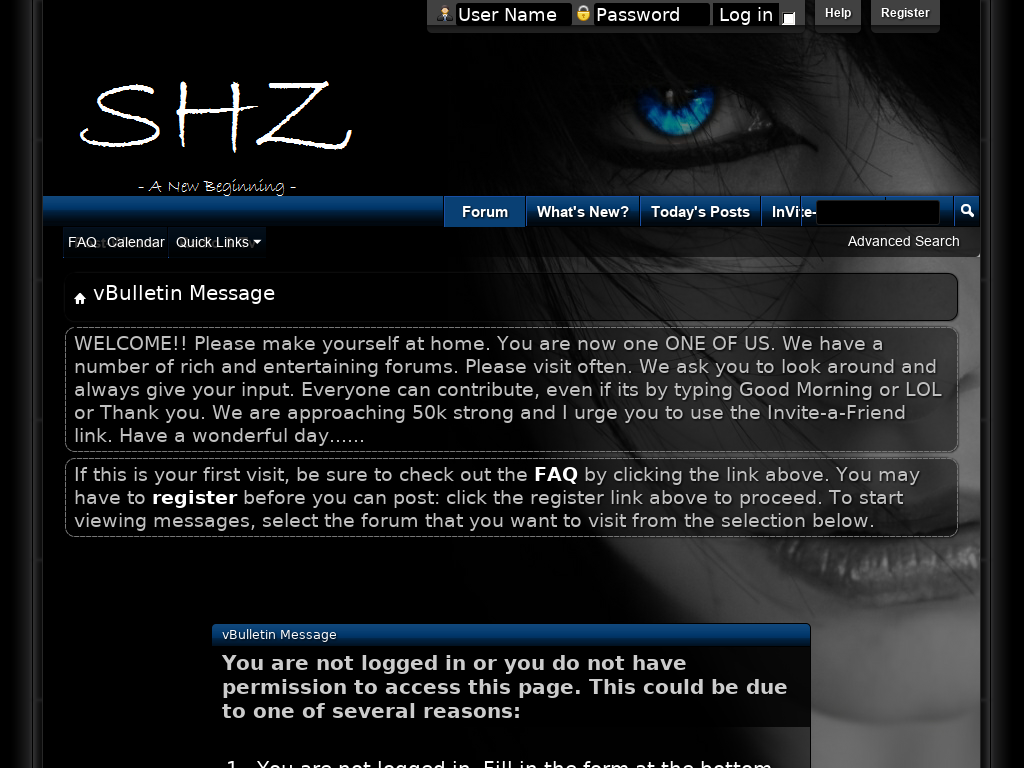 User Name Password Log in Help Register
SHZ
- A New Beginning -
Forum What's New? Today's Posts InVite-
FAQ Calendar Quick Links Advanced Search
vBulletin Message
WELCOME!! Please make yourself at home. You are now one ONE OF US. We have a
number of rich and entertaining forums. Please visit often. We ask you to look around and
always give your input. Everyone can contribute, even if its by typing Good Morning or LOL
or Thank you. We are approaching 50k strong and I urge you to use the Invite-a-Friend
link. Have a wonderful day......
If this is your first visit, be sure to check out the FAQ by clicking the link above. You may
have to register before you can post: click the register link above to proceed. To start
viewing messages, select the forum that you want to visit from the selection below.
vBulletin Message
You are not logged in or you do not have
permission to access this page. This could be due
to one of several reasons:
1. You are not logged in. Fill in the form at the bottom